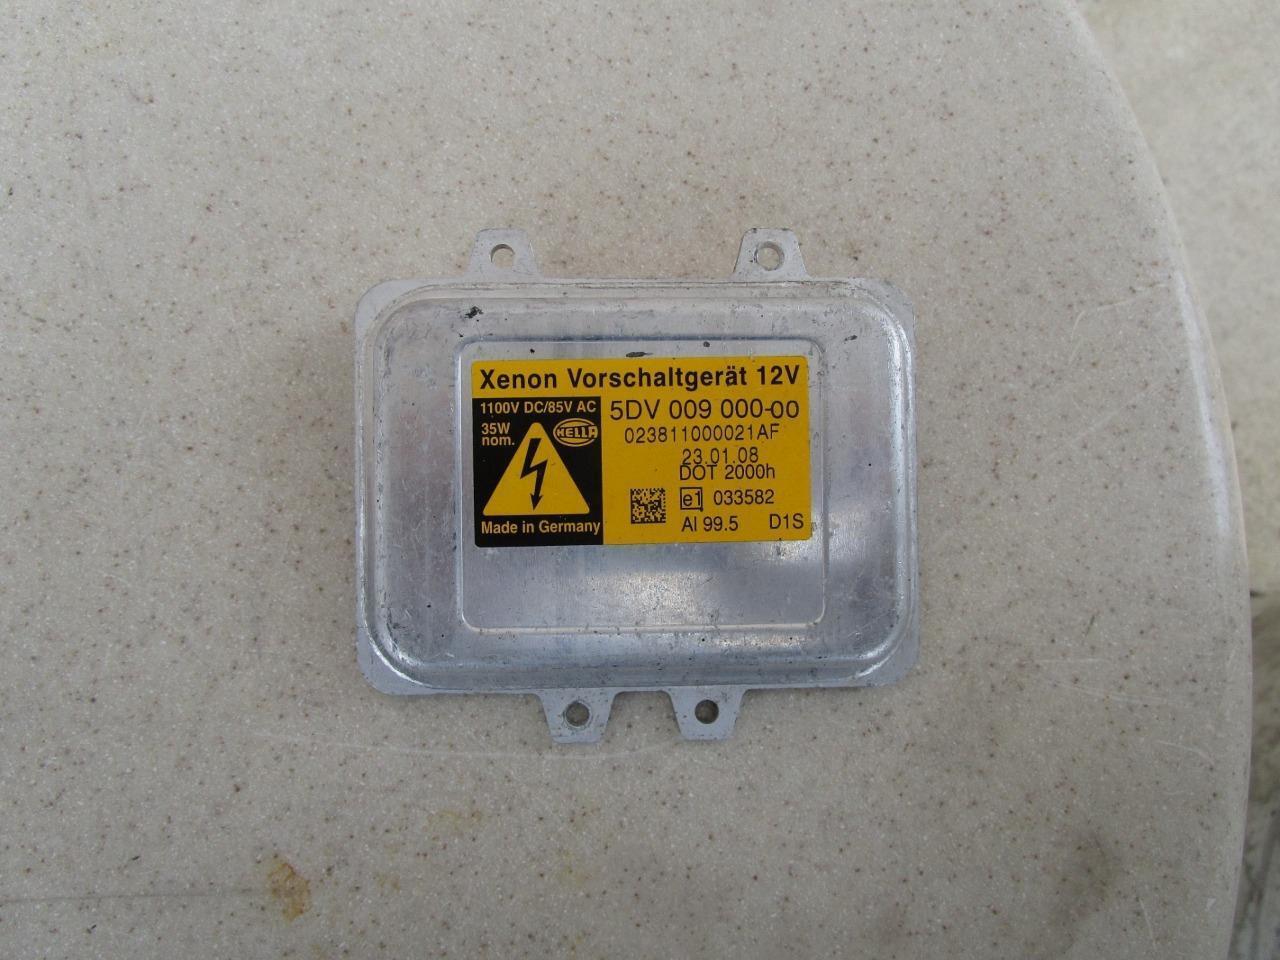 Xenon Vorschaltgerät 12V
1100V DC/85V AC
35W
nom.
HELLA
Made in Germany
5DV 009 000-00
023811000021AF
23.01.08
DOT 2000h
e1 033582
Al 99.5 D1S